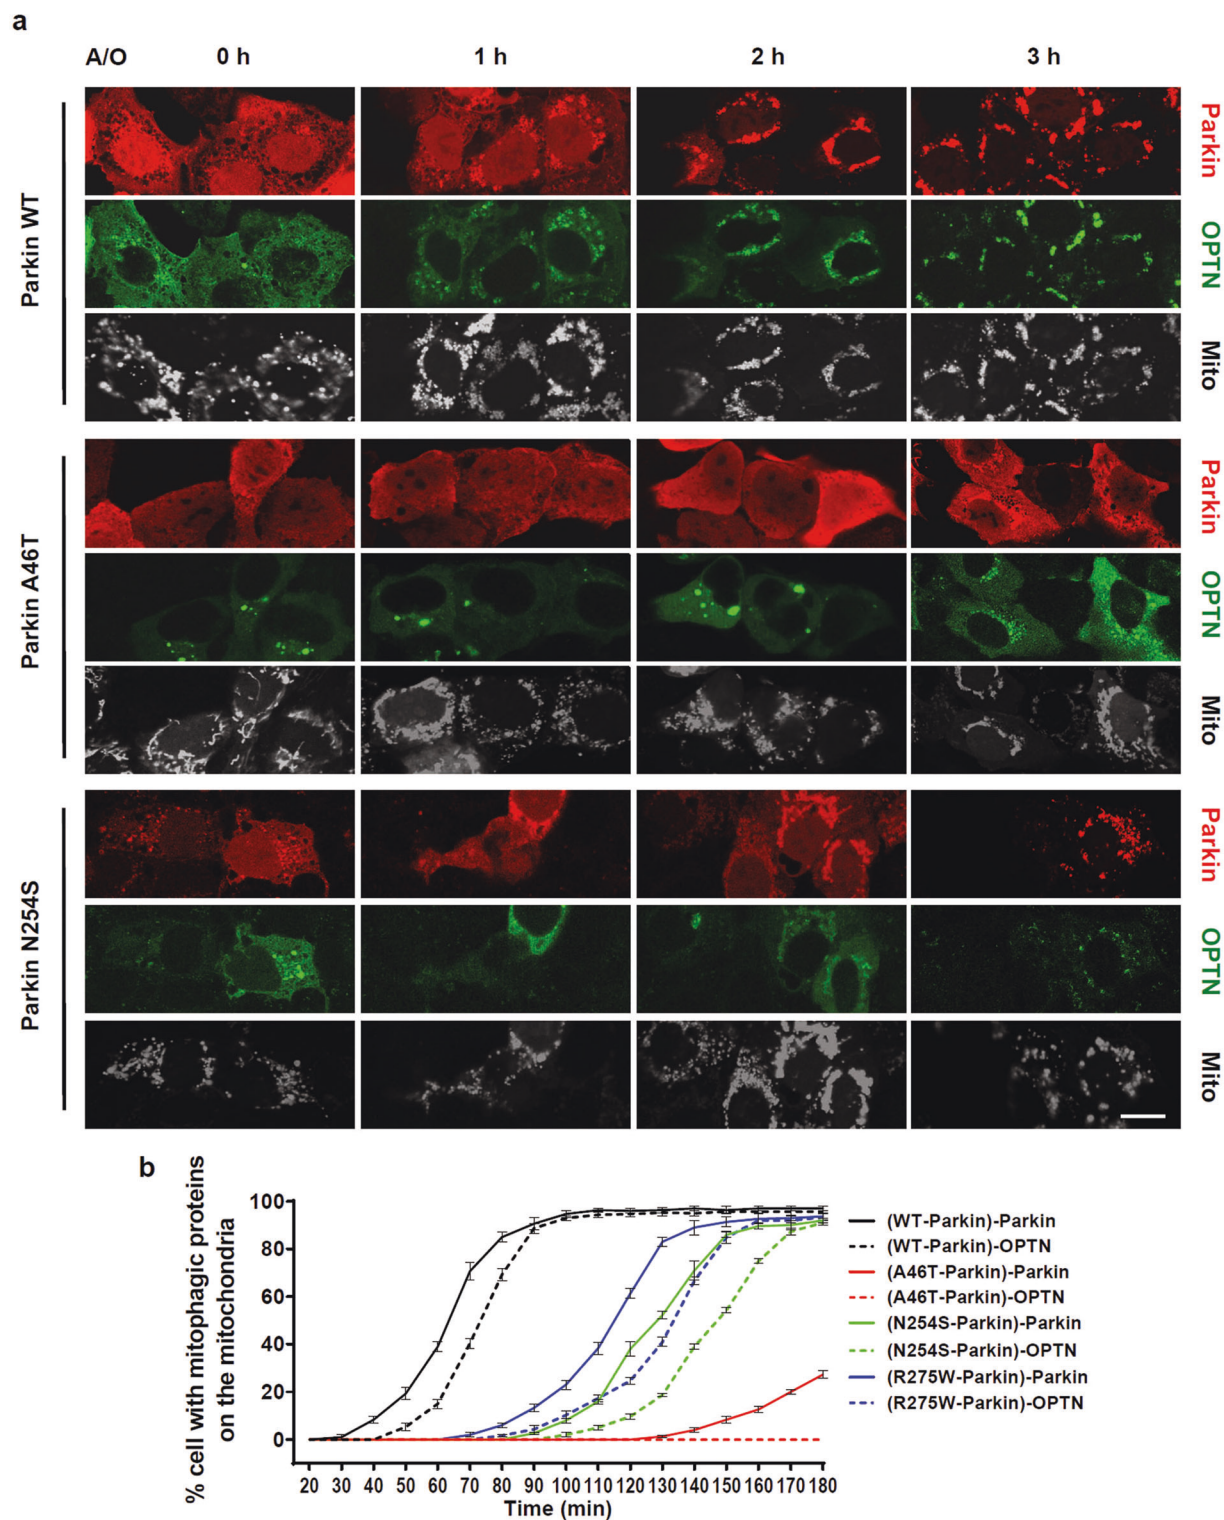 a
A/O 0 h 1 h 2 h 3 h
Parkin WT
Parkin
OPTN
Mito
Parkin A46T
Parkin
OPTN
Mito
Parkin N254S
Parkin
OPTN
Mito
b
% cell with mitophagic proteins
on the mitochondria
100
80
60
40
20
0
20 30 40 50 60 70 80 90 100 110 120 130 140 150 160 170 180
Time (min)
(WT-Parkin)-Parkin
(WT-Parkin)-OPTN
(A46T-Parkin)-Parkin
(A46T-Parkin)-OPTN
(N254S-Parkin)-Parkin
(N254S-Parkin)-OPTN
(R275W-Parkin)-Parkin
(R275W-Parkin)-OPTN